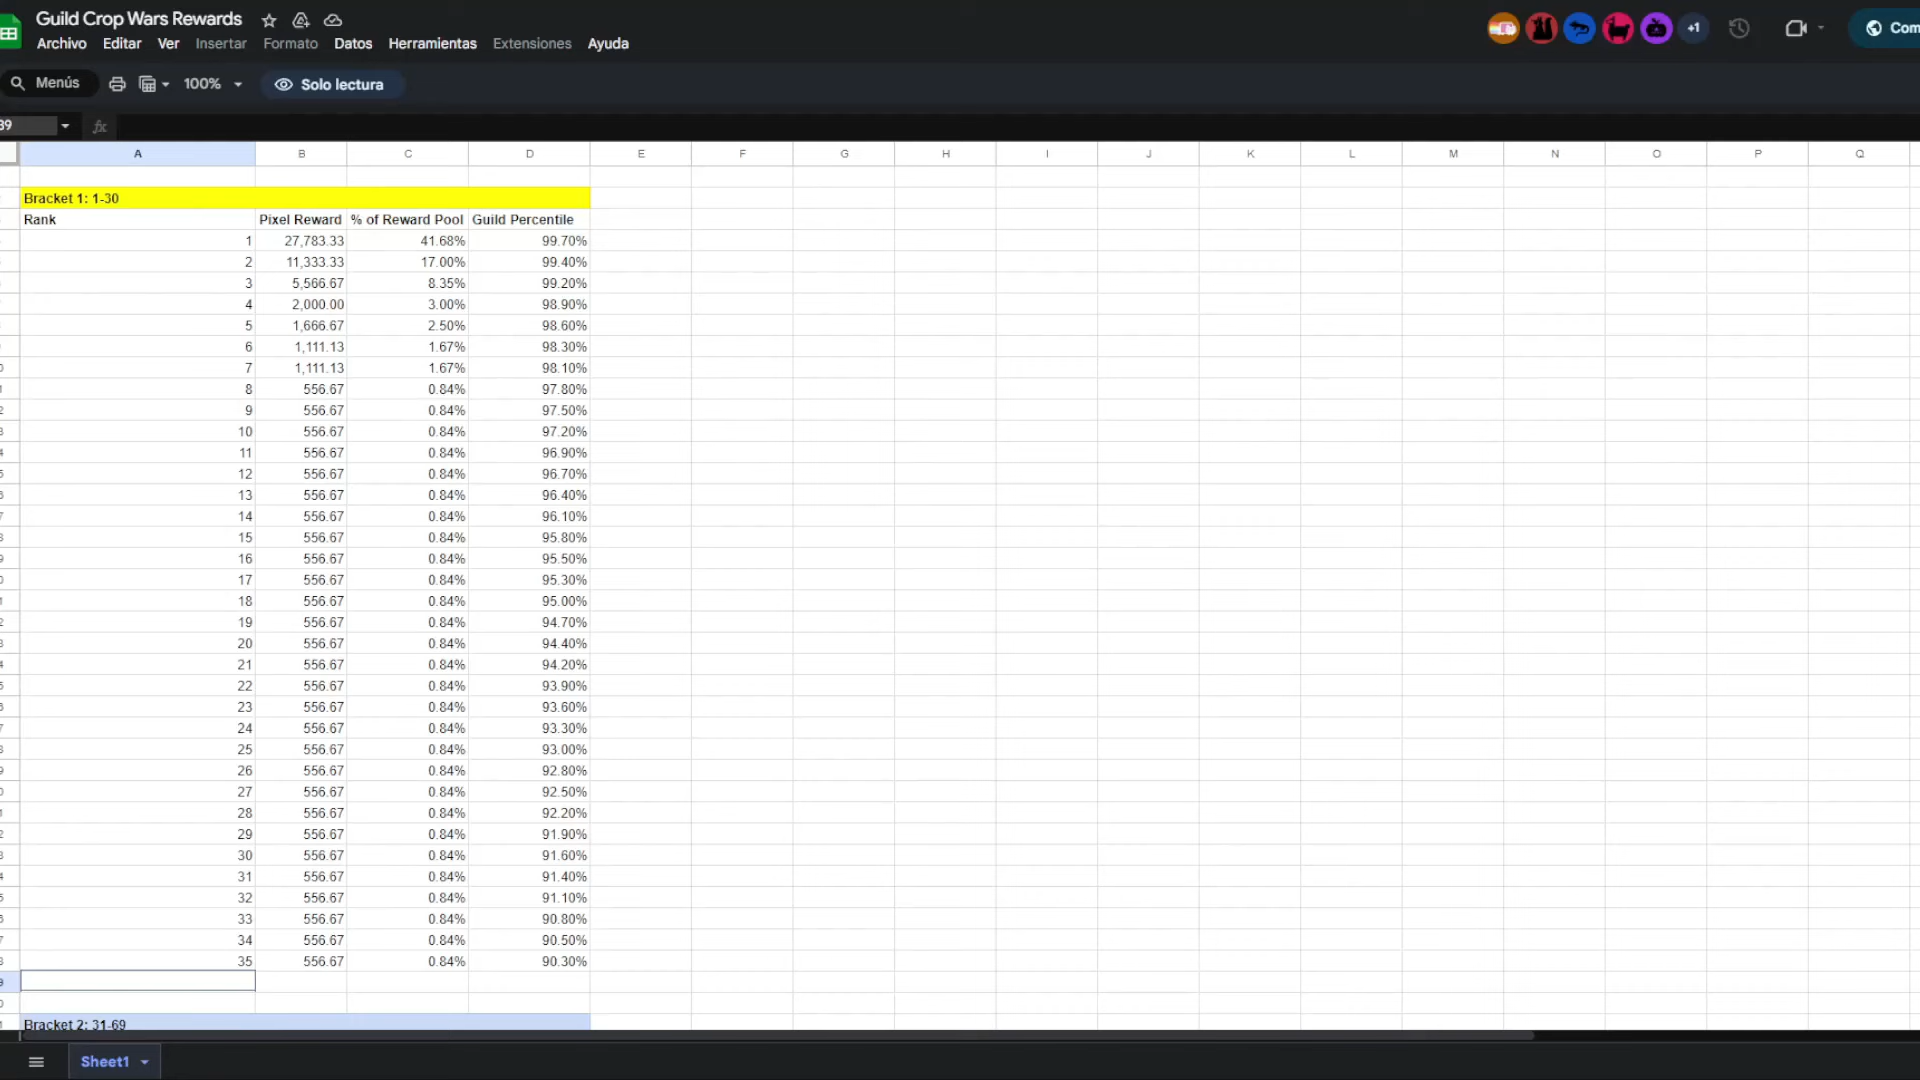 Guild Crop Wars Rewards
Archivo Editar Ver Insertar Formato Datos Herramientas Extensiones Ayuda
+1
Menús 100% Solo lectura
39 fx
A B C D E F G H I J K L M N O P Q
Bracket 1: 1-30
Rank Pixel Reward % of Reward Pool Guild Percentile
1 27,783.33 41.68% 99.70%
2 11,333.33 17.00% 99.40%
3 5,566.67 8.35% 99.20%
4 2,000.00 3.00% 98.90%
5 1,666.67 2.50% 98.60%
6 1,111.13 1.67% 98.30%
7 1,111.13 1.67% 98.10%
8 556.67 0.84% 97.80%
9 556.67 0.84% 97.50%
10 556.67 0.84% 97.20%
11 556.67 0.84% 96.90%
12 556.67 0.84% 96.70%
13 556.67 0.84% 96.40%
14 556.67 0.84% 96.10%
15 556.67 0.84% 95.80%
16 556.67 0.84% 95.50%
17 556.67 0.84% 95.30%
18 556.67 0.84% 95.00%
19 556.67 0.84% 94.70%
20 556.67 0.84% 94.40%
21 556.67 0.84% 94.20%
22 556.67 0.84% 93.90%
23 556.67 0.84% 93.60%
24 556.67 0.84% 93.30%
25 556.67 0.84% 93.00%
26 556.67 0.84% 92.80%
27 556.67 0.84% 92.50%
28 556.67 0.84% 92.20%
29 556.67 0.84% 91.90%
30 556.67 0.84% 91.60%
31 556.67 0.84% 91.40%
32 556.67 0.84% 91.10%
33 556.67 0.84% 90.80%
34 556.67 0.84% 90.50%
35 556.67 0.84% 90.30%
Bracket 2: 31-69
Sheet1